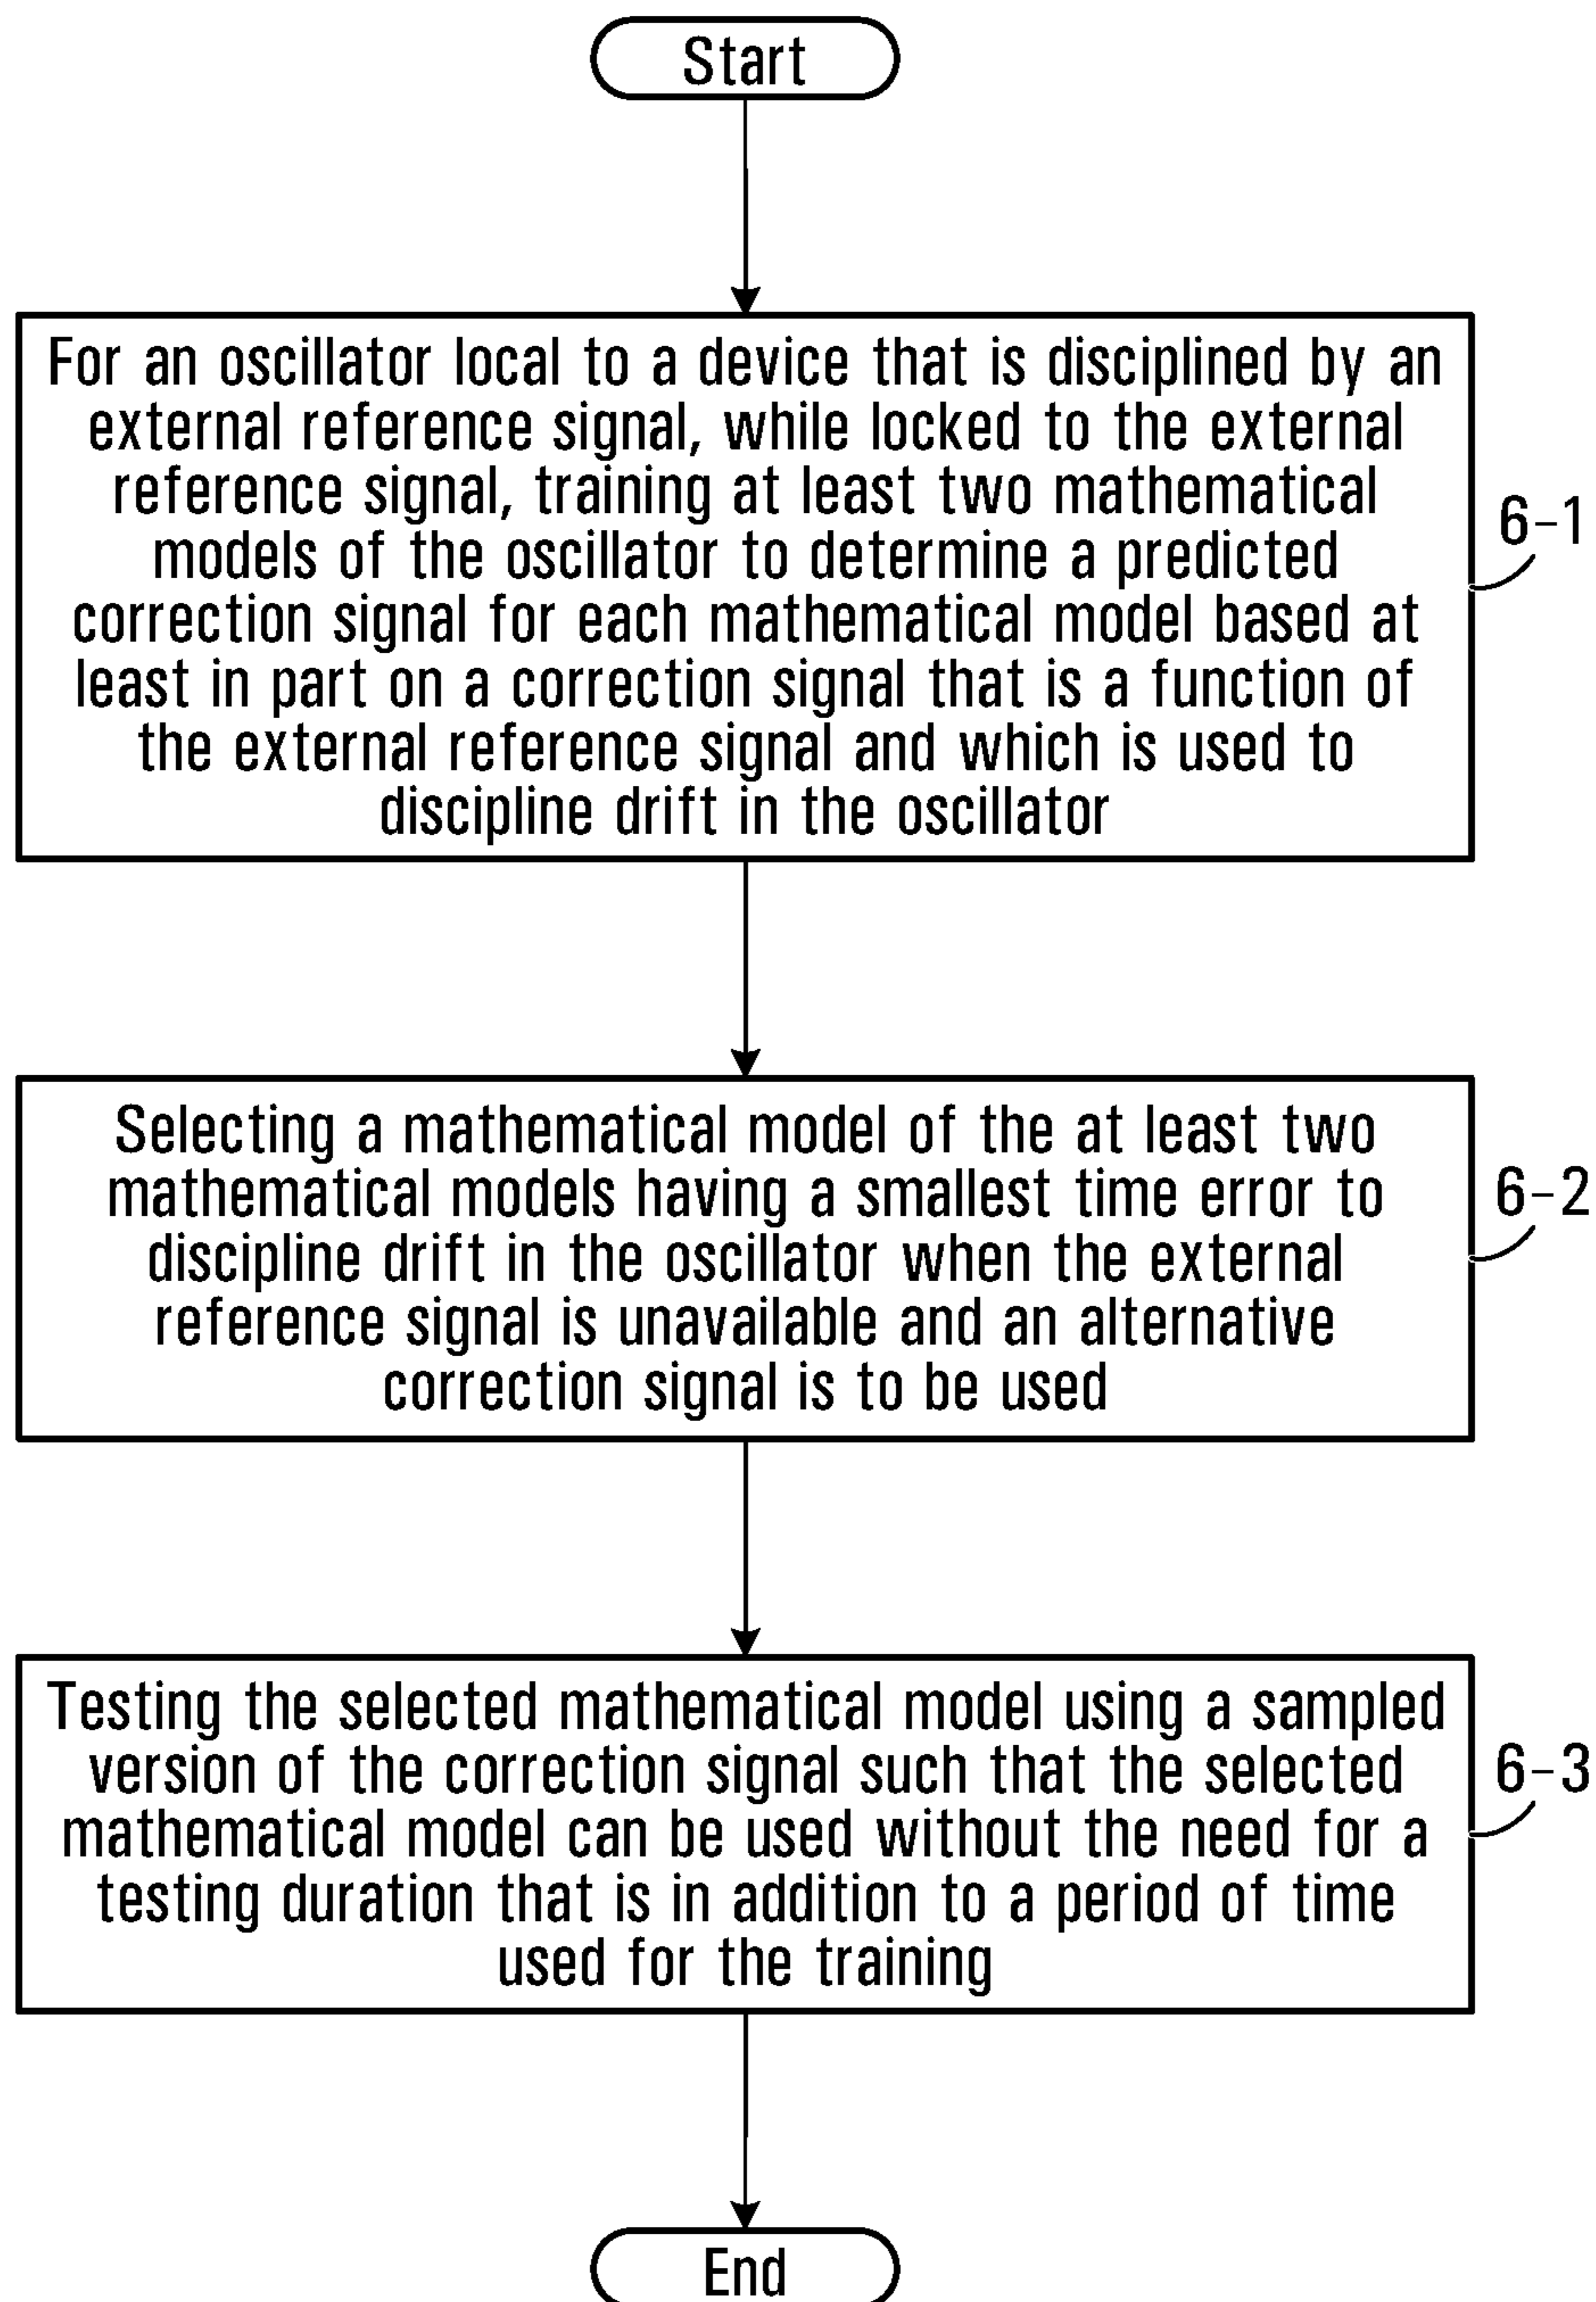 Start
For an oscillator local to a device that is disciplined by an
external reference signal, while locked to the external
reference signal, training at least two mathematical
models of the oscillator to determine a predicted
correction signal for each mathematical model based at
least in part on a correction signal that is a function of
the external reference signal and which is used to
discipline drift in the oscillator
6-1
Selecting a mathematical model of the at least two
mathematical models having a smallest time error to
discipline drift in the oscillator when the external
reference signal is unavailable and an alternative
correction signal is to be used
6-2
Testing the selected mathematical model using a sampled
version of the correction signal such that the selected
mathematical model can be used without the need for a
testing duration that is in addition to a period of time
used for the training
6-3
End